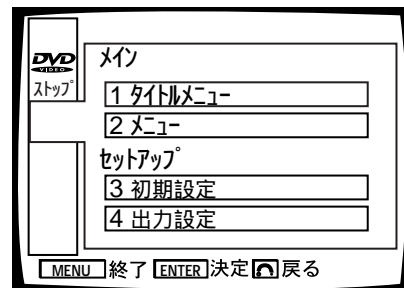 DVD
VIDEO
ストップ
メイン
1 タイトルメニュー
2 メニュー
セットアップ
3 初期設定
4 出力設定
MENU 終了 ENTER 決定 戻る